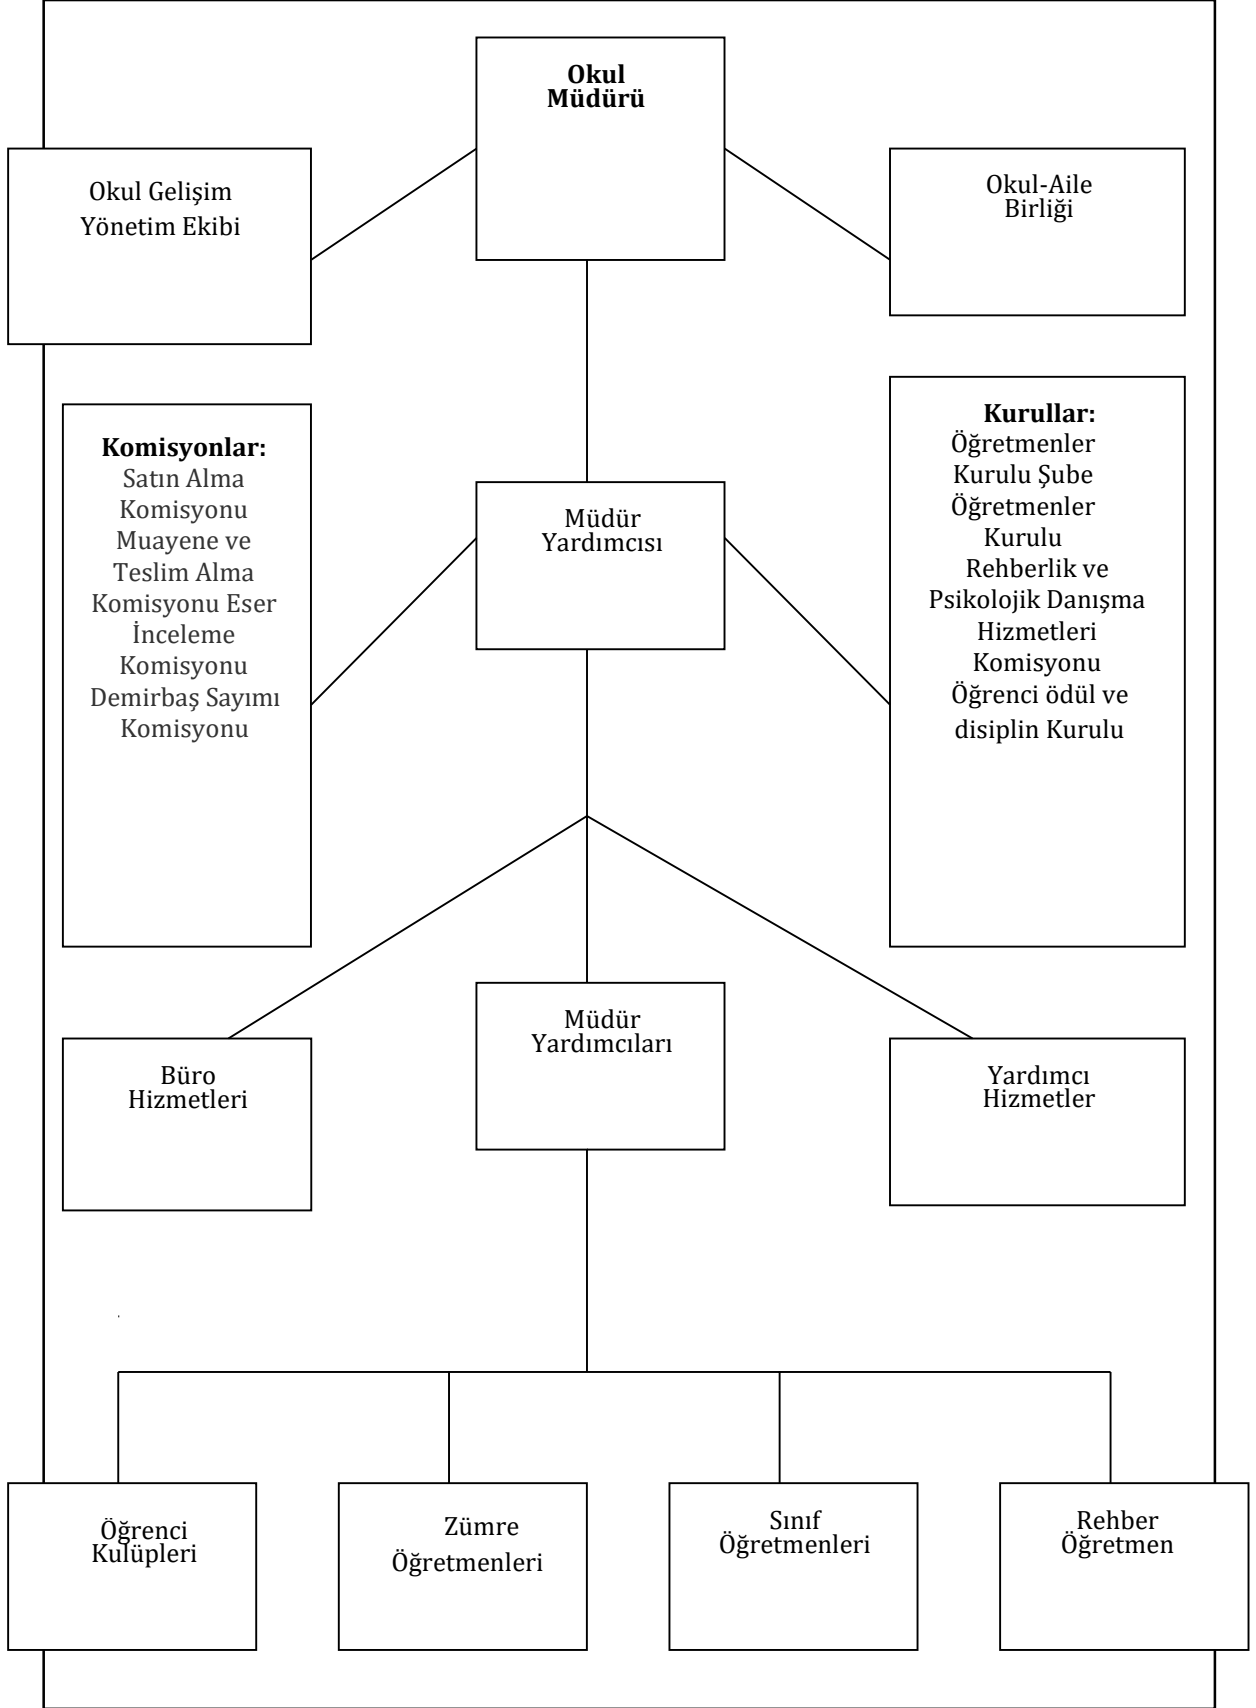 Okul
Müdürü
Okul Gelişim
Yönetim Ekibi
Okul-Aile
Birliği
Komisyonlar:
Satın Alma
Komisyonu
Muayene ve
Teslim Alma
Komisyonu Eser
İnceleme
Komisyonu
Demirbaş Sayımı
Komisyonu
Müdür
Yardımcısı
Kurullar:
Öğretmenler
Kurulu Şube
Öğretmenler
Kurulu
Rehberlik ve
Psikolojik Danışma
Hizmetleri
Komisyonu
Öğrenci ödül ve
disiplin Kurulu
Büro
Hizmetleri
Müdür
Yardımcıları
Yardımcı
Hizmetler
Öğrenci
Kulüpleri
Zümre
Öğretmenleri
Sınıf
Öğretmenleri
Rehber
Öğretmen